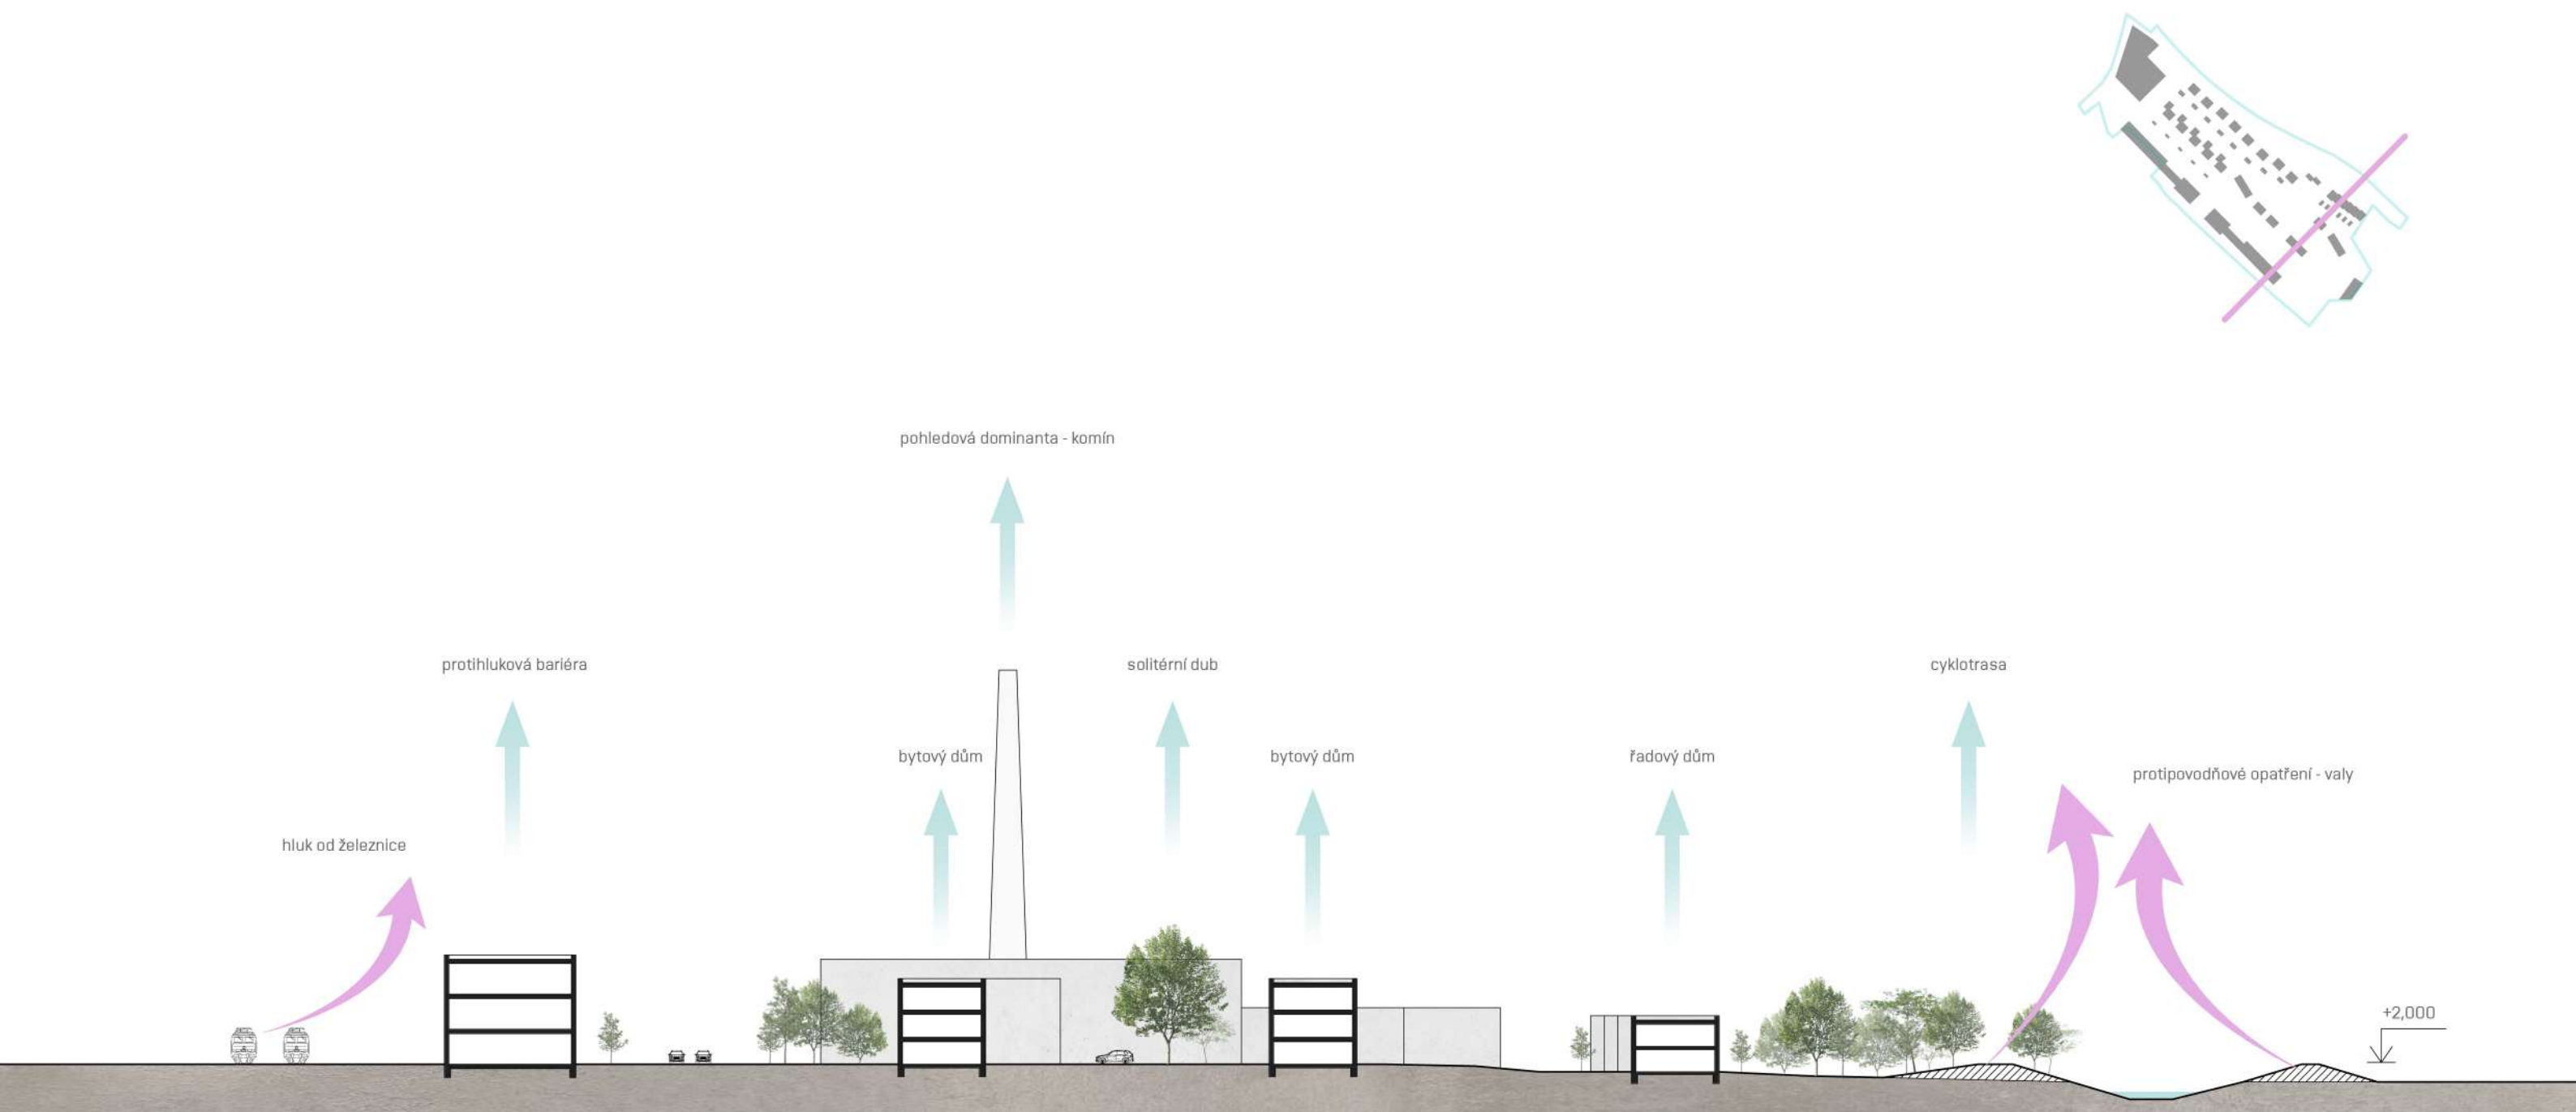 pohledová dominanta - komín
protihluková bariéra
solitérní dub
cyklotrasa
bytový dům
bytový dům
řadový dům
protipovodňové opatření - valy
hluk od železnice
+2,000